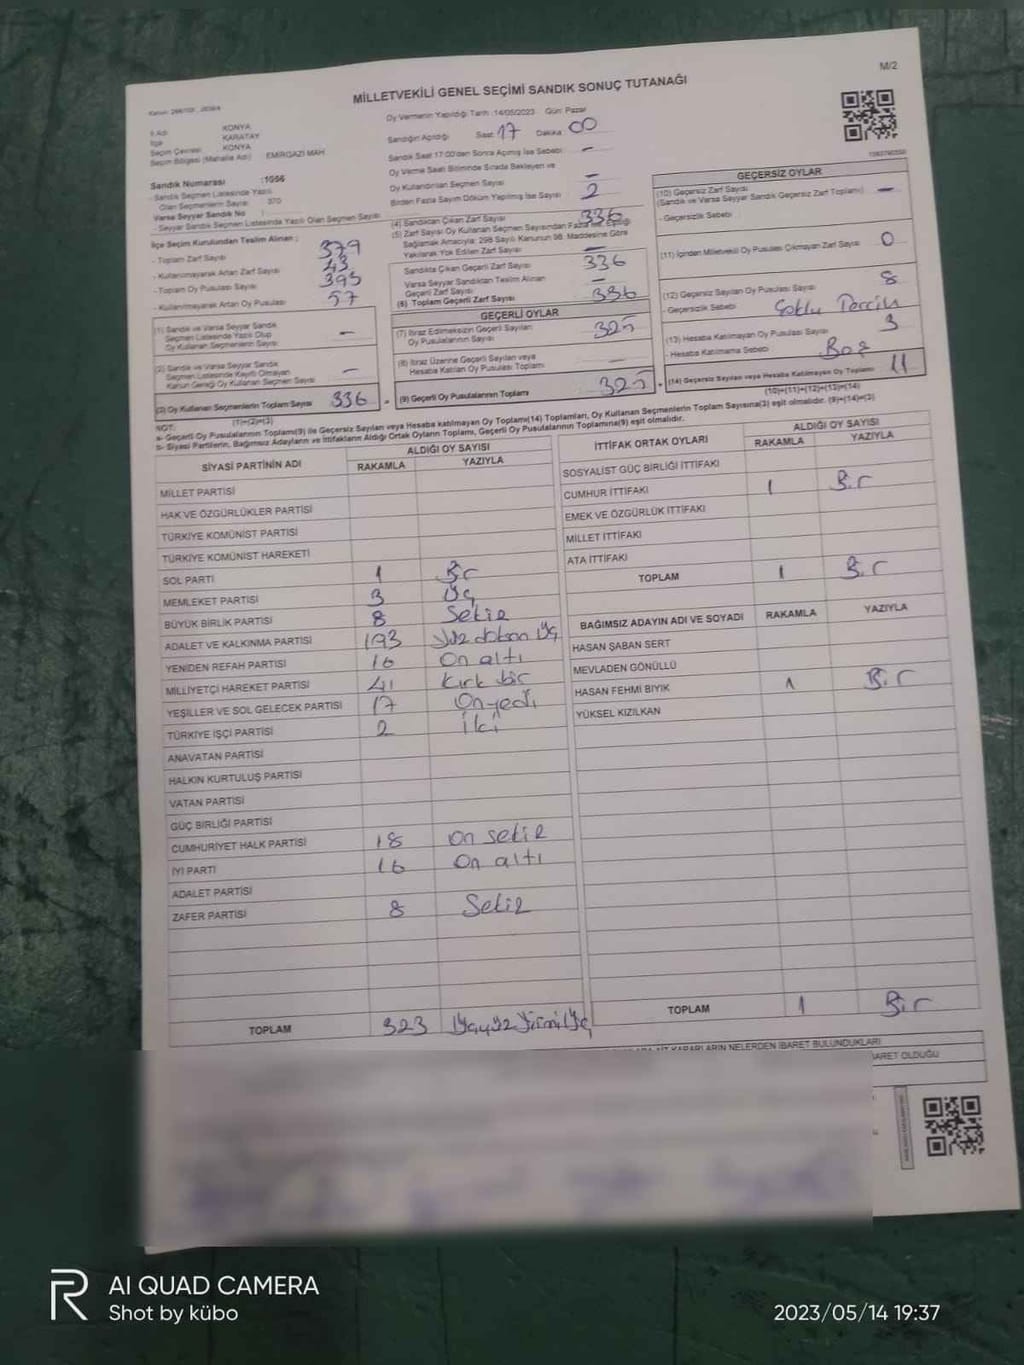 M/2
MİLLETVEKİLİ GENEL SEÇİMİ SANDIK SONUÇ TUTANAĞI
Oy Vermenin Yapıldığı Tarih :14/05/2023 Gün: Pazar
Sandığın Açıldığı Saat 17 Dakika 00
Sandık Saat 17:00'den Sonra Açılmış İse Sebebi: -
Oy Verme Saati Bitiminde Sırada Bekleyen ve
Oy Kullandırılan Seçmen Sayısı -
Birden Fazla Sayım Döküm Yapılmış İse Sayısı 2
İl Adı KONYA
İlçe KARATAY
Seçim Çevresi KONYA
Seçim Bölgesi (Mahalle Adı) EMİRGAZİ MAH
Sandık Numarası :1056
- Sandık Seçmen Listesinde Yazılı
Olan Seçmenlerin Sayısı 370
Varsa Seyyar Sandık No
- Seyyar Sandık Seçmen Listesinde Yazılı Olan Seçmen Sayısı
İlçe Seçim Kurulundan Teslim Alınan ;
- Toplam Zarf Sayısı 379
- Kullanılmayarak Artan Zarf Sayısı 43
- Toplam Oy Pusulası Sayısı 393
- Kullanılmayarak Artan Oy Pusulası 57
(1) Sandık ve Varsa Seyyar Sandık
Seçmen Listesinde Yazılı Olup
Oy Kullanan Seçmenlerin Sayısı -
(2) Sandık ve Varsa Seyyar Sandık
Seçmen Listesinde Kayıtlı Olmayan
Kanun Gereği Oy Kullanan Seçmen Sayısı -
(3) Oy Kullanan Seçmenlerin Toplam Sayısı 336
(1)+(2)=(3)
(4) Sandıktan Çıkan Zarf Sayısı 336
(5) Zarf Sayısı Oy Kullanan Seçmen Sayısından Fazla ise, Eşitliği
Sağlamak Amacıyla; 298 Sayılı Kanunun 98. Maddesine Göre
Yakılarak Yok Edilen Zarf Sayısı -
Sandıkta Çıkan Geçerli Zarf Sayısı 336
Varsa Seyyar Sandıktan Teslim Alınan
Geçerli Zarf Sayısı -
(6) Toplam Geçerli Zarf Sayısı 336
GEÇERLİ OYLAR
(7) İtiraz Edilmeksizin Geçerli Sayılan
Oy Pusulalarının Sayısı 325
(8) İtiraz Üzerine Geçerli Sayılan veya
Hesaba Katılan Oy Pusulası Toplamı -
(9) Geçerli Oy Pusulalarının Toplamı 325
GEÇERSİZ OYLAR
(10) Geçersiz Zarf Sayısı
(Sandık ve Varsa Seyyar Sandık Geçersiz Zarf Toplamı) -
- Geçersizlik Sebebi
(11) İçinden Milletvekili Oy Pusulası Çıkmayan Zarf Sayısı 0
(12) Geçersiz Sayılan Oy Pusulası Sayısı 8
- Geçersizlik Sebebi Çoklu Tercih
(13) Hesaba Katılmayan Oy Pusulası Sayısı 3
- Hesaba Katılmama Sebebi Boş
(14) Geçersiz Sayılan veya Hesaba Katılmayan Oy Toplamı 11
(10)+(11)+(12)+(13)=(14)
NOT:
a- Geçerli Oy Pusulalarının Toplamı(9) ile Geçersiz Sayılan veya Hesaba katılmayan Oy Toplamı(14) Toplamları, Oy Kullanan Seçmenlerin Toplam Sayısına(3) eşit olmalıdır. (9)+(14)=(3)
b- Siyasi Partilerin, Bağımsız Adayların ve İttifakların Aldığı Ortak Oyların Toplamı, Geçerli Oy Pusulalarının Toplamına(9) eşit olmalıdır.
SİYASİ PARTİNİN ADI ALDIĞI OY SAYISI
RAKAMLA YAZIYLA
MİLLET PARTİSİ
HAK VE ÖZGÜRLÜKLER PARTİSİ
TÜRKİYE KOMÜNİST PARTİSİ
TÜRKİYE KOMÜNİST HAREKETİ
SOL PARTİ 1 Bir
MEMLEKET PARTİSİ 3 Üç
BÜYÜK BİRLİK PARTİSİ 8 Sekiz
ADALET VE KALKINMA PARTİSİ 193 Yüz doksan üç
YENİDEN REFAH PARTİSİ 16 On altı
MİLLİYETÇİ HAREKET PARTİSİ 41 Kırk bir
YEŞİLLER VE SOL GELECEK PARTİSİ 17 On yedi
TÜRKİYE İŞÇİ PARTİSİ 2 İki
ANAVATAN PARTİSİ
HALKIN KURTULUŞ PARTİSİ
VATAN PARTİSİ
GÜÇ BİRLİĞİ PARTİSİ
CUMHURİYET HALK PARTİSİ 18 on sekiz
İYİ PARTİ 16 On altı
ADALET PARTİSİ
ZAFER PARTİSİ 8 Sekiz
TOPLAM 323 Üçyüz Yirmi Üç
İTTİFAK ORTAK OYLARI ALDIĞI OY SAYISI
RAKAMLA YAZIYLA
SOSYALİST GÜÇ BİRLİĞİ İTTİFAKI
CUMHUR İTTİFAKI 1 Bir
EMEK VE ÖZGÜRLÜK İTTİFAKI
MİLLET İTTİFAKI
ATA İTTİFAKI
TOPLAM 1 Bir
BAĞIMSIZ ADAYIN ADI VE SOYADI RAKAMLA YAZIYLA
HASAN ŞABAN SERT
MEVLADEN GÖNÜLLÜ
HASAN FEHMİ BIYIK 1 Bir
YÜKSEL KIZILKAN
TOPLAM 1 Bir
KARARLARIN NELERDEN İBARET BULUNDUKLARI
İBARET OLDUĞU
AI QUAD CAMERA
Shot by kübo
2023/05/14 19:37